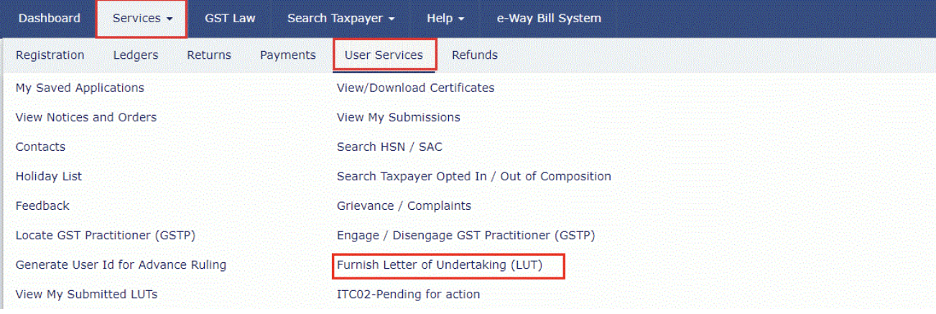 Dashboard Services GST Law Search Taxpayer Help e-Way Bill System
Registration Ledgers Returns Payments User Services Refunds
My Saved Applications View/Download Certificates
View Notices and Orders View My Submissions
Contacts Search HSN / SAC
Holiday List Search Taxpayer Opted In / Out of Composition
Feedback Grievance / Complaints
Locate GST Practitioner (GSTP) Engage / Disengage GST Practitioner (GSTP)
Generate User Id for Advance Ruling Furnish Letter of Undertaking (LUT)
View My Submitted LUTs ITC02-Pending for action